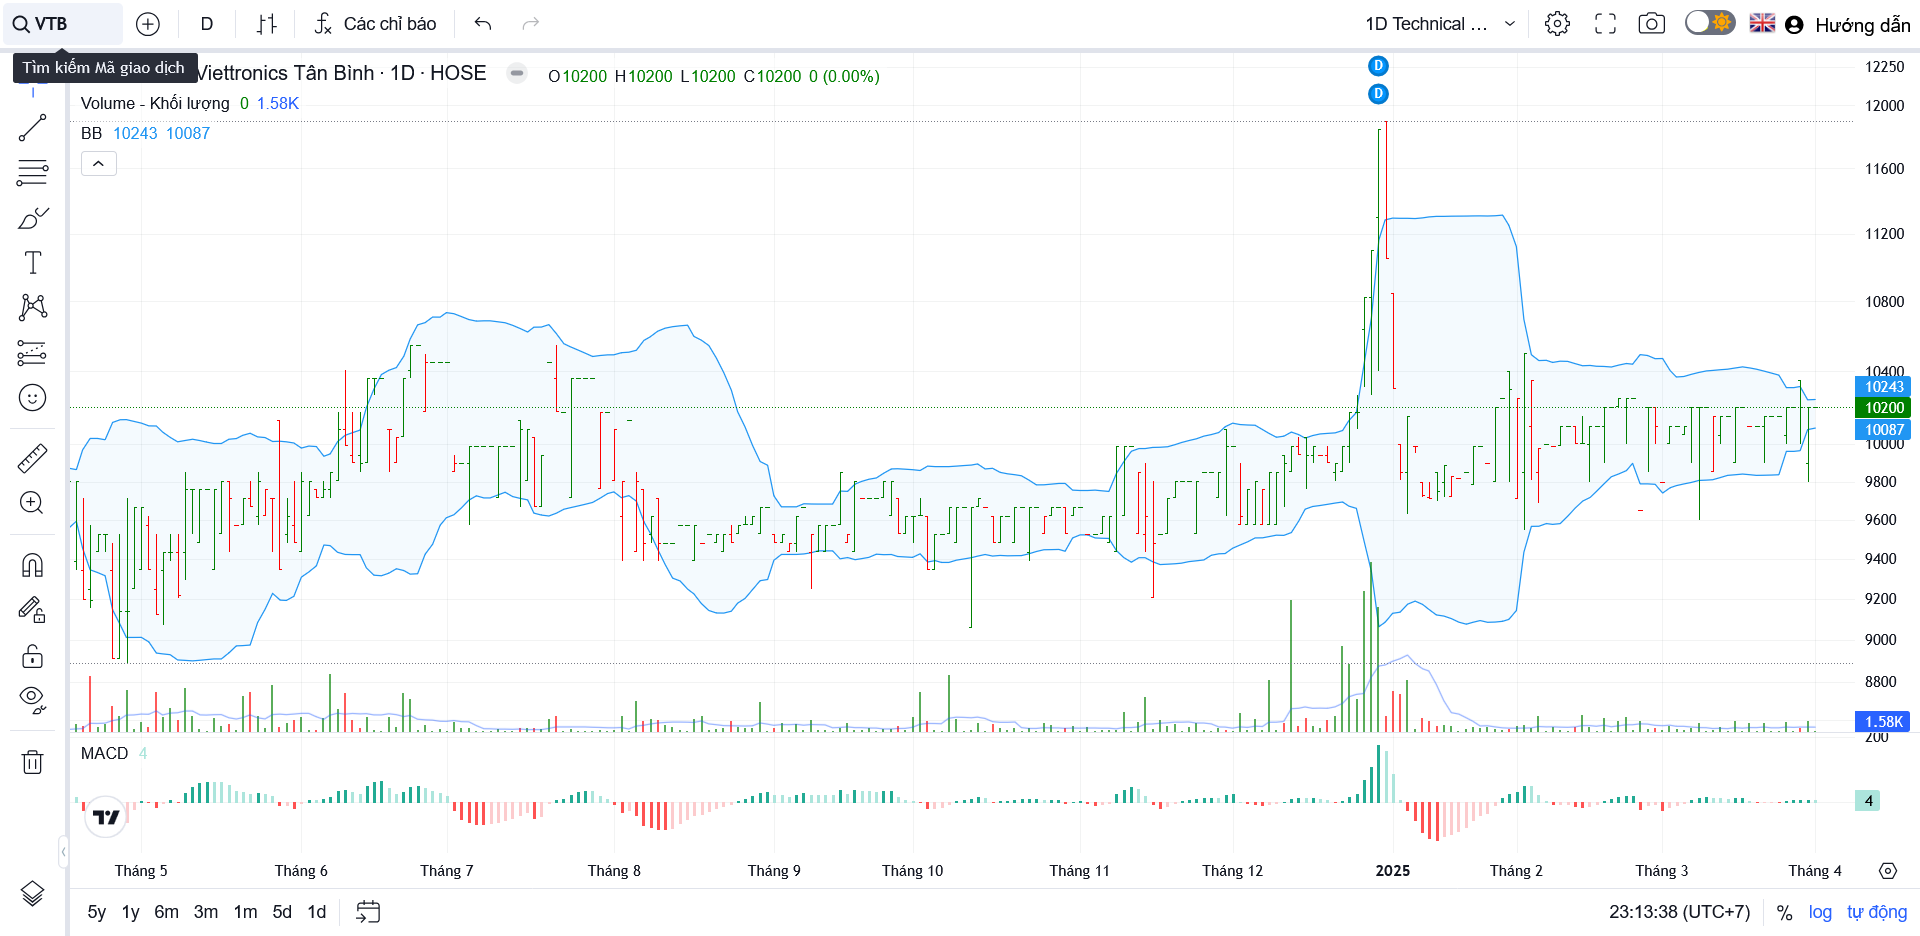 VTB D Các chỉ báo 1D Technical ... Hướng dẫn
Tìm kiếm Mã giao dịch
Viettronics Tân Bình · 1D · HOSE O10200 H10200 L10200 C10200 0 (0.00%)
Volume - Khối lượng 0 1.58K
BB 10243 10087
D
D
12250
12000
11600
11200
10800
10400
10243
10200
10087
10000
9800
9600
9400
9200
9000
8800
1.58K
200
MACD 4
4
Tháng 5 Tháng 6 Tháng 7 Tháng 8 Tháng 9 Tháng 10 Tháng 11 Tháng 12 2025 Tháng 2 Tháng 3 Tháng 4
5y 1y 6m 3m 1m 5d 1d 23:13:38 (UTC+7) % log tự động